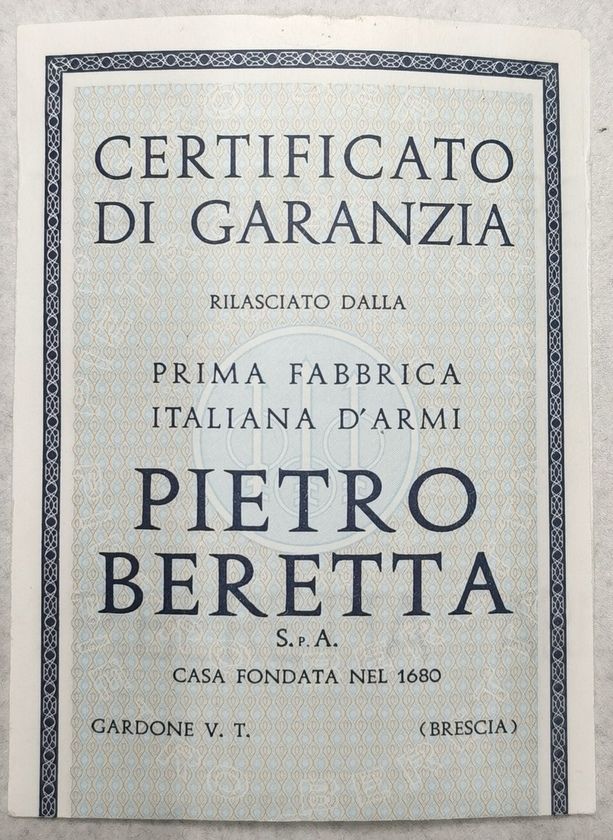 CERTIFICATO
DI GARANZIA
RILASCIATO DALLA
PRIMA FABBRICA
ITALIANA D'ARMI
PIETRO
BERETTA
S.P.A.
CASA FONDATA NEL 1680
GARDONE V. T. (BRESCIA)